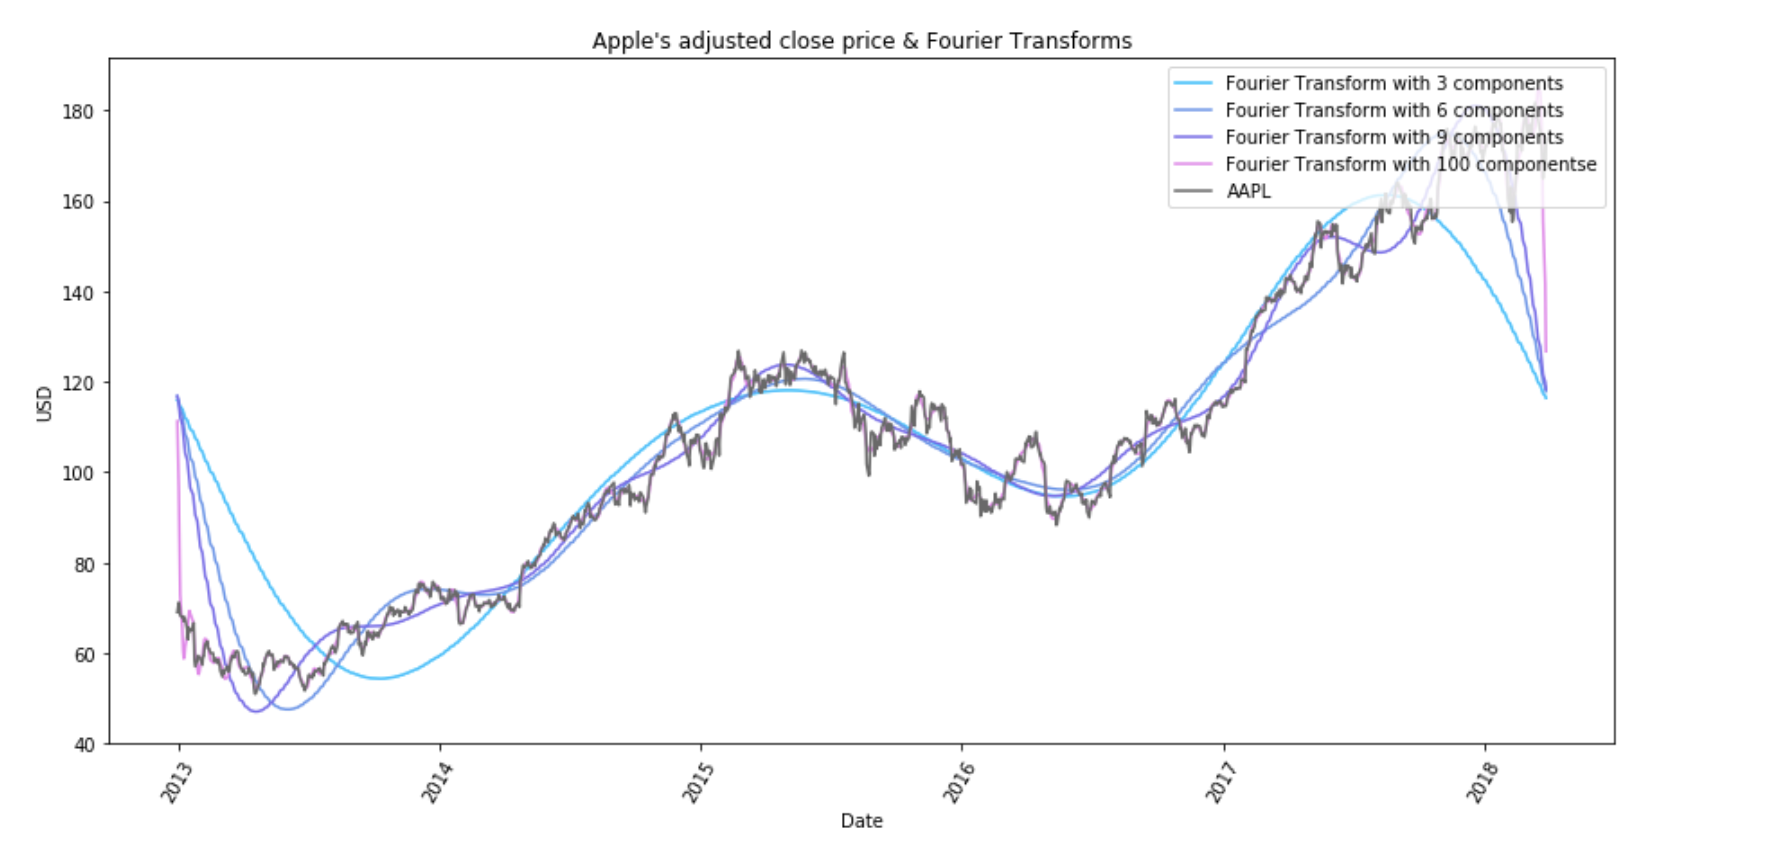 Apple's adjusted close price & Fourier Transforms
Fourier Transform with 3 components
Fourier Transform with 6 components
Fourier Transform with 9 components
Fourier Transform with 100 componentse
AAPL
180
160
140
120
100
80
60
40
USD
2013
2014
2015
2016
2017
2018
Date